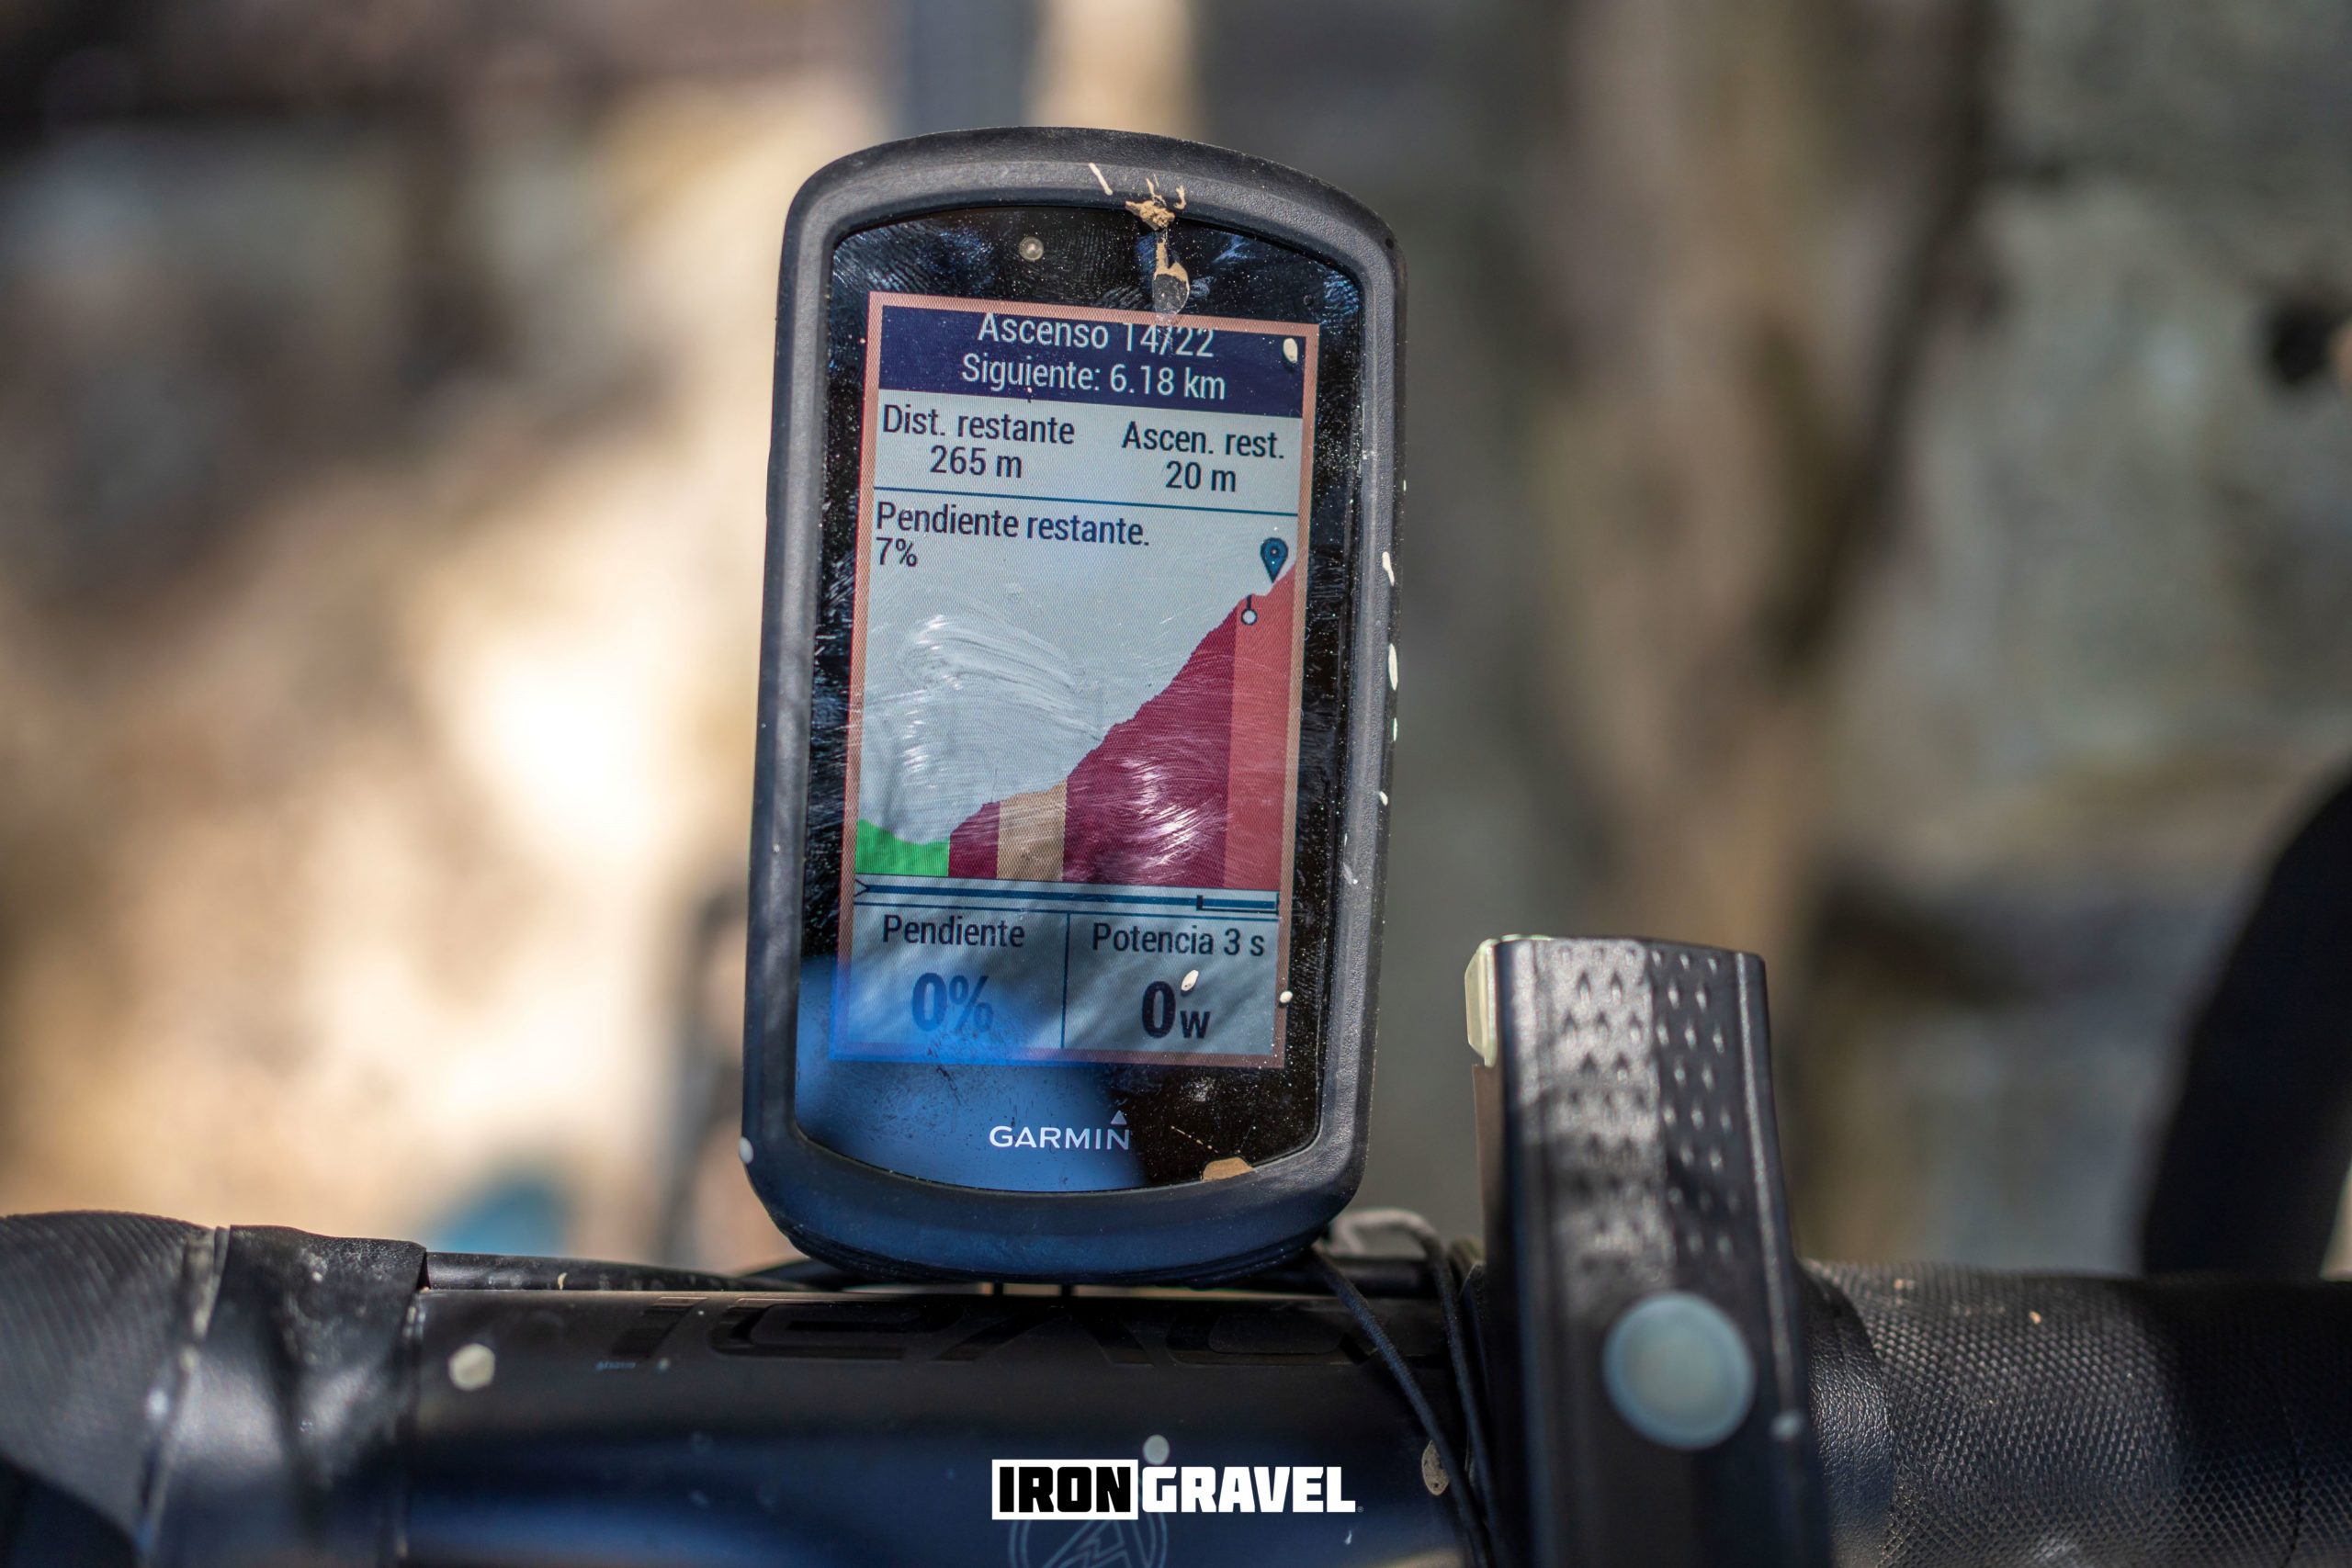 Ascenso 14/22
Siguiente: 6.18 km
Dist. restante
265 m
Ascen. rest.
20 m
Pendiente restante.
7%
Pendiente
0%
Potencia 3 s
0w
GARMIN
IRONGRAVEL